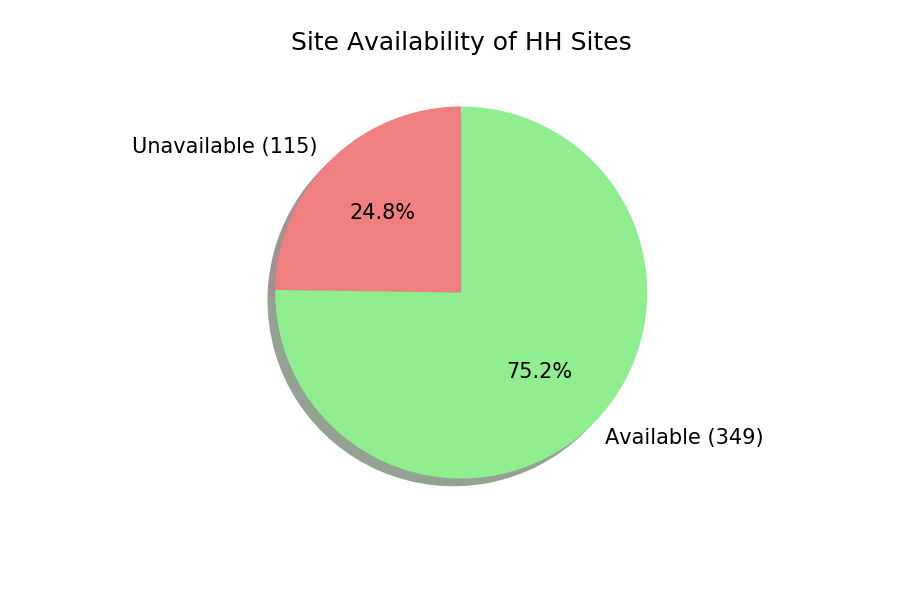 Site Availability of HH Sites
Unavailable (115)
24.8%
75.2%
Available (349)